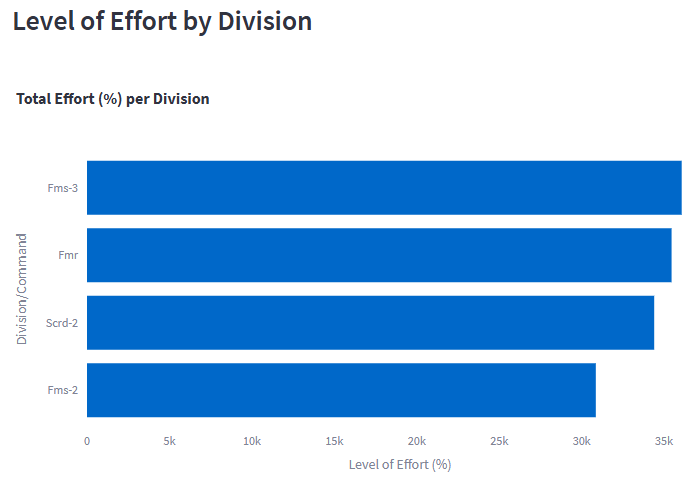 Level of Effort by Division
Total Effort (%) per Division
Division/Command
Fms-3
Fmr
Scrd-2
Fms-2
0 5k 10k 15k 20k 25k 30k 35k
Level of Effort (%)